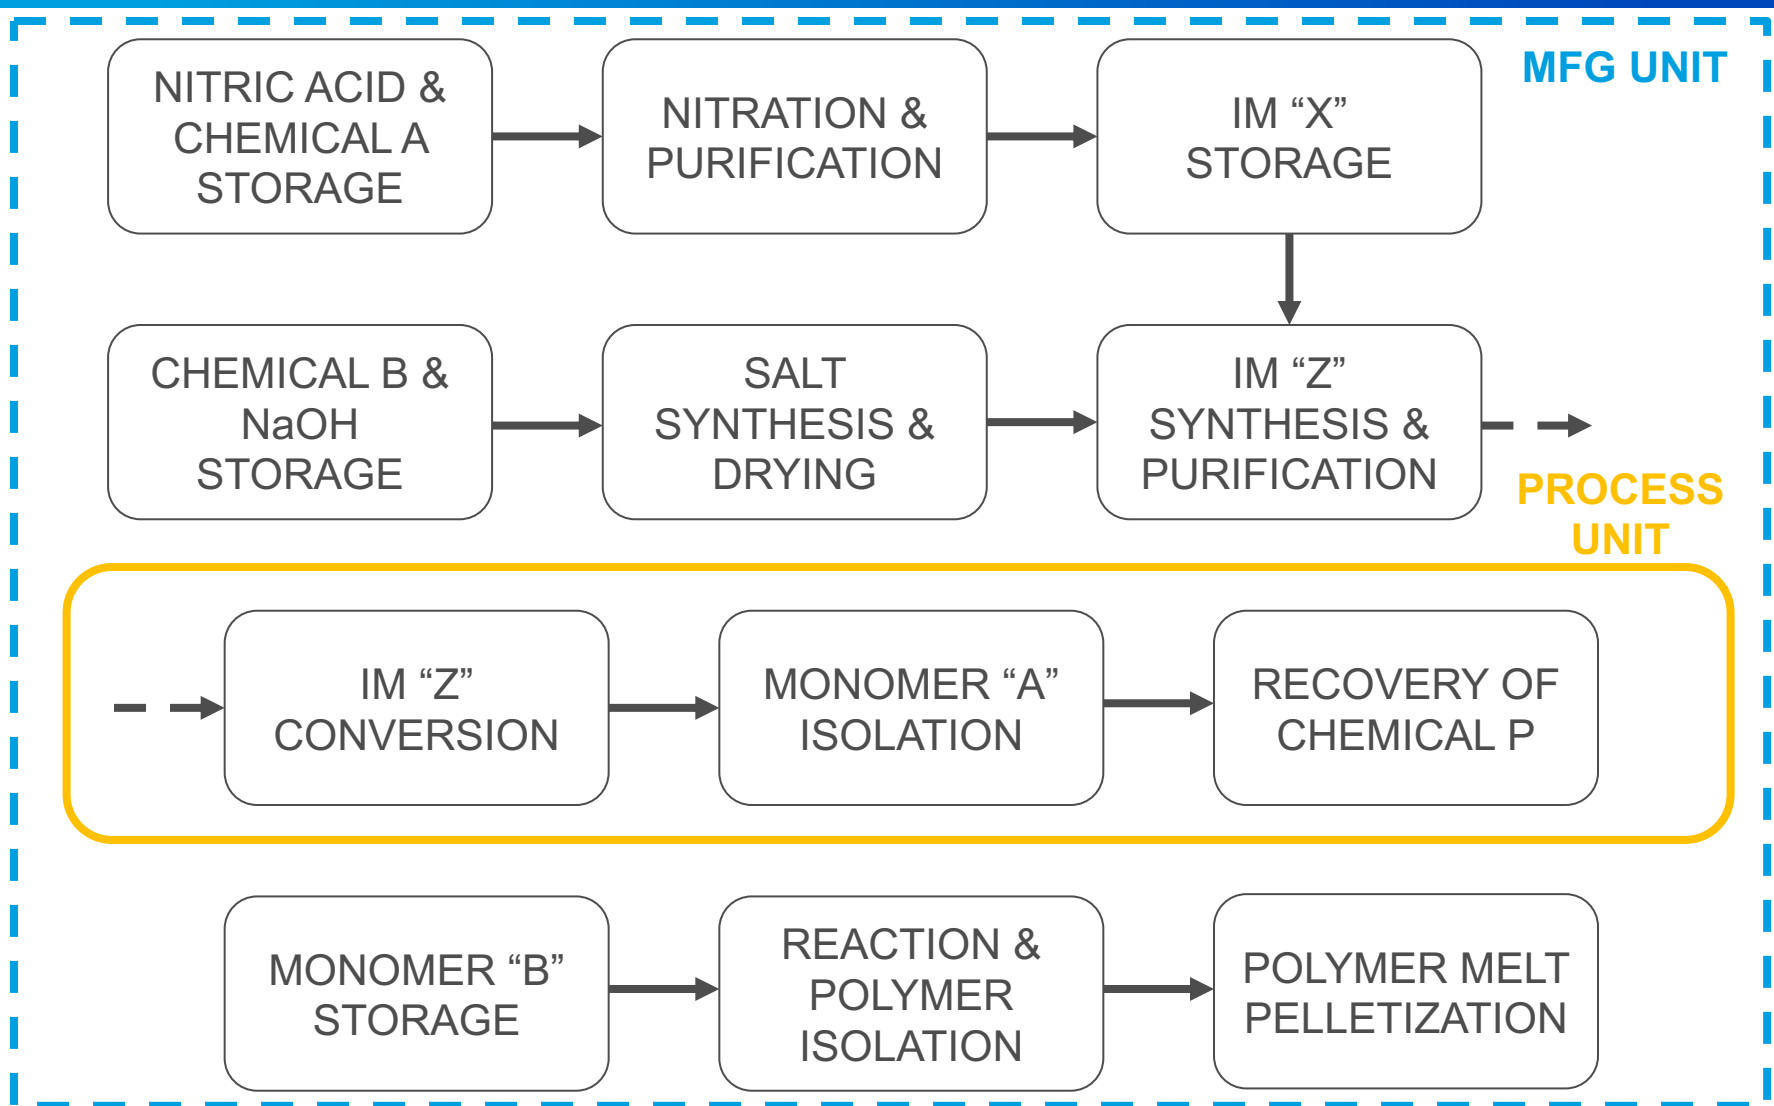 MFG UNIT
NITRIC ACID &
CHEMICAL A
STORAGE
NITRATION &
PURIFICATION
IM “X”
STORAGE
CHEMICAL B &
NaOH
STORAGE
SALT
SYNTHESIS &
DRYING
IM “Z”
SYNTHESIS &
PURIFICATION
PROCESS
UNIT
IM “Z”
CONVERSION
MONOMER “A”
ISOLATION
RECOVERY OF
CHEMICAL P
MONOMER “B”
STORAGE
REACTION &
POLYMER
ISOLATION
POLYMER MELT
PELLETIZATION